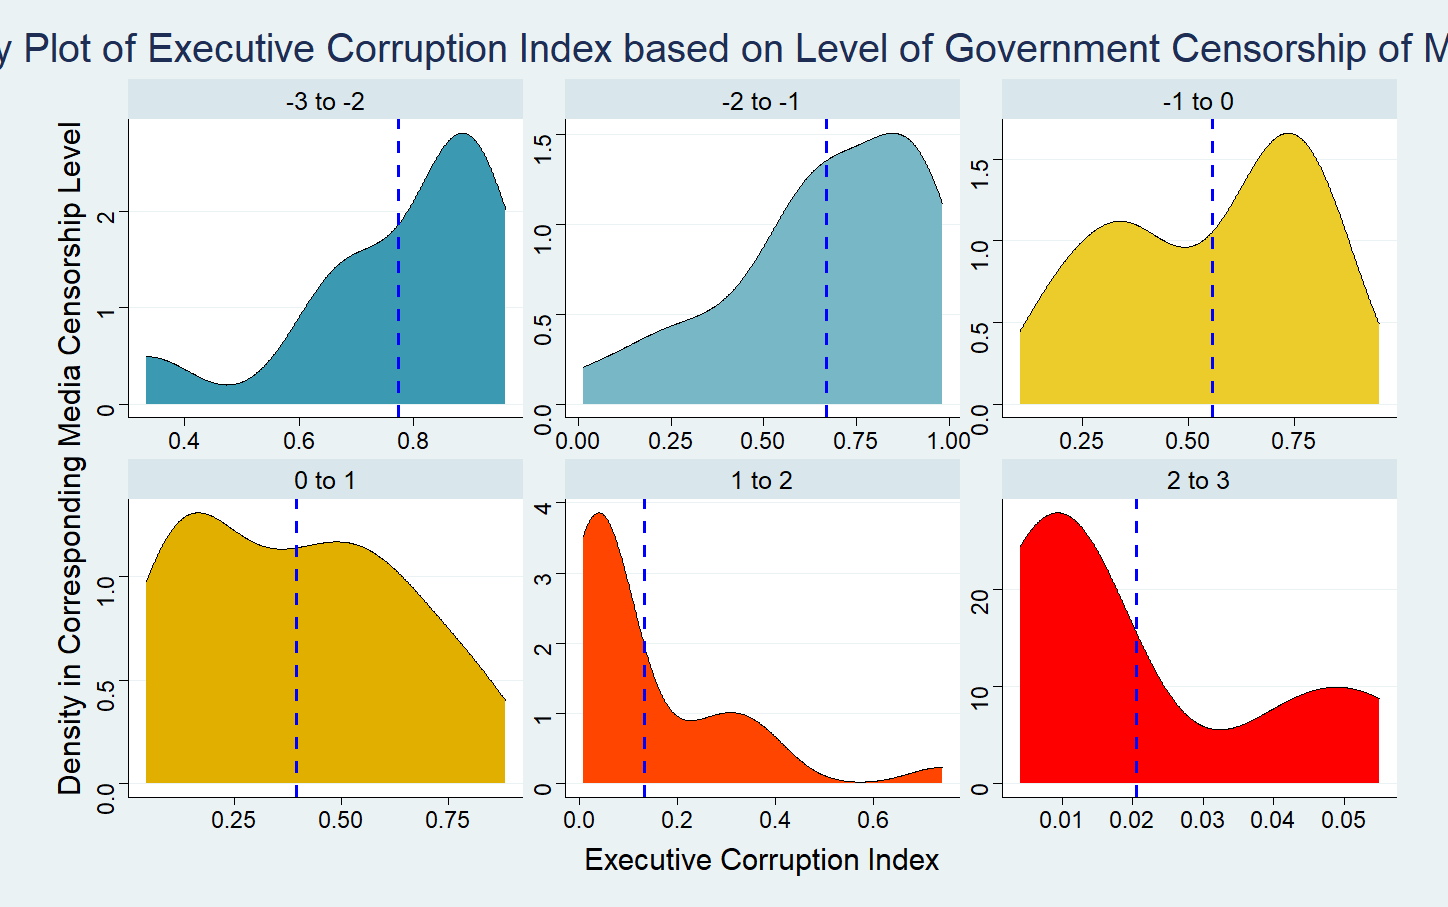 y Plot of Executive Corruption Index based on Level of Government Censorship of M
-3 to -2
-2 to -1
-1 to 0
Density in Corresponding Media Censorship Level
0 1 2
0.4 0.6 0.8
0.0 0.5 1.0 1.5
0.00 0.25 0.50 0.75 1.00
0.0 0.5 1.0 1.5
0.25 0.50 0.75
0 to 1
1 to 2
2 to 3
0.0 0.5 1.0
0.25 0.50 0.75
0 1 2 3 4
0.0 0.2 0.4 0.6
0 10 20
0.01 0.02 0.03 0.04 0.05
Executive Corruption Index